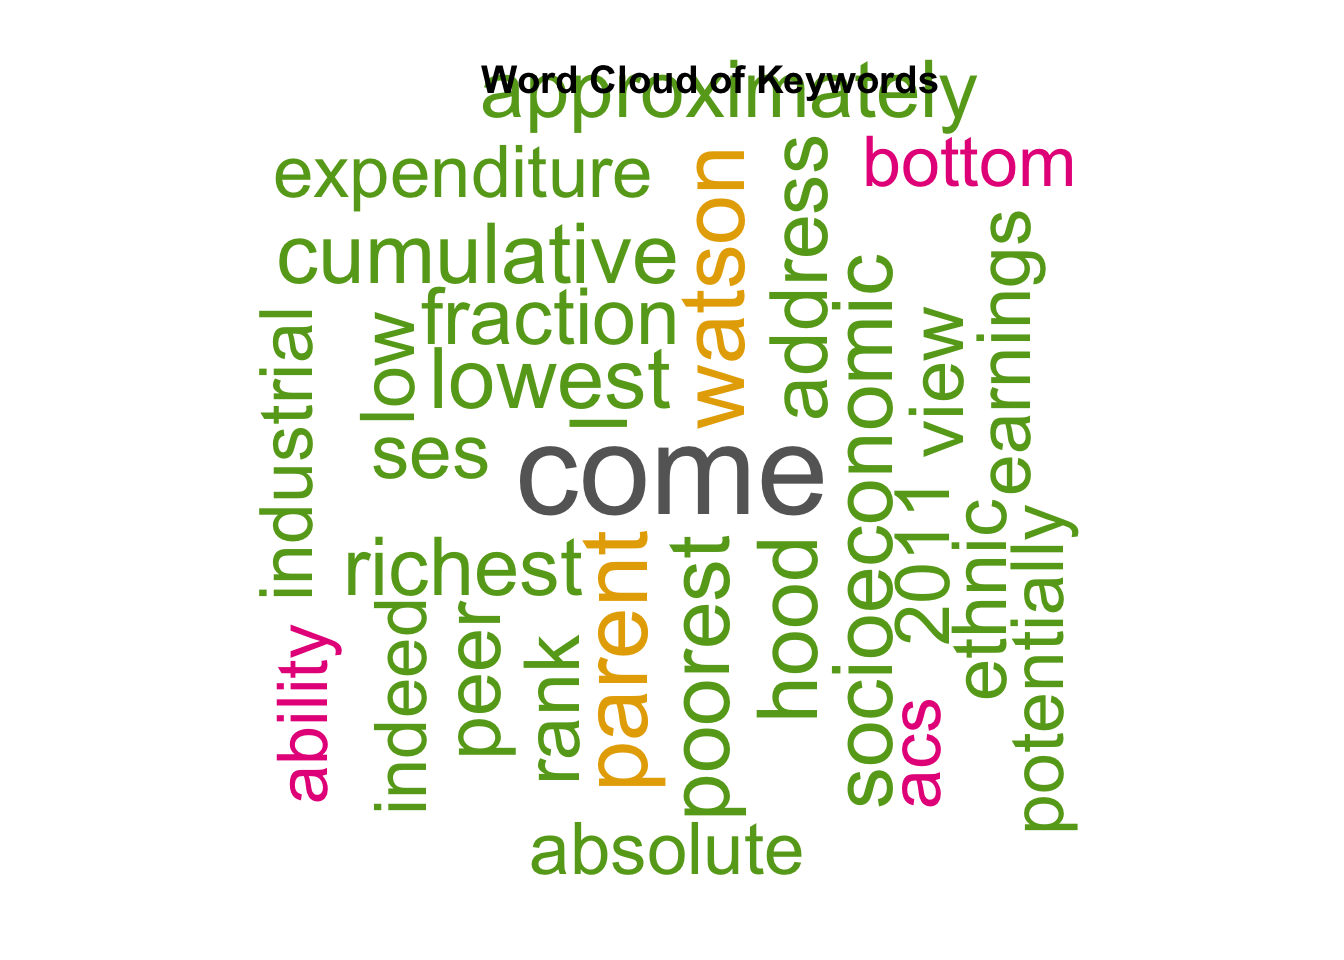 Word Cloud of Keywords
approximately
expenditure
watson
address
bottom
cumulative
fraction
lowest
low
industrial
ses
l
come
socioeconomic
view
earnings
2011
ethnic
potentially
richest
parent
poorest
hood
ability
indeed
peer
rank
acs
absolute